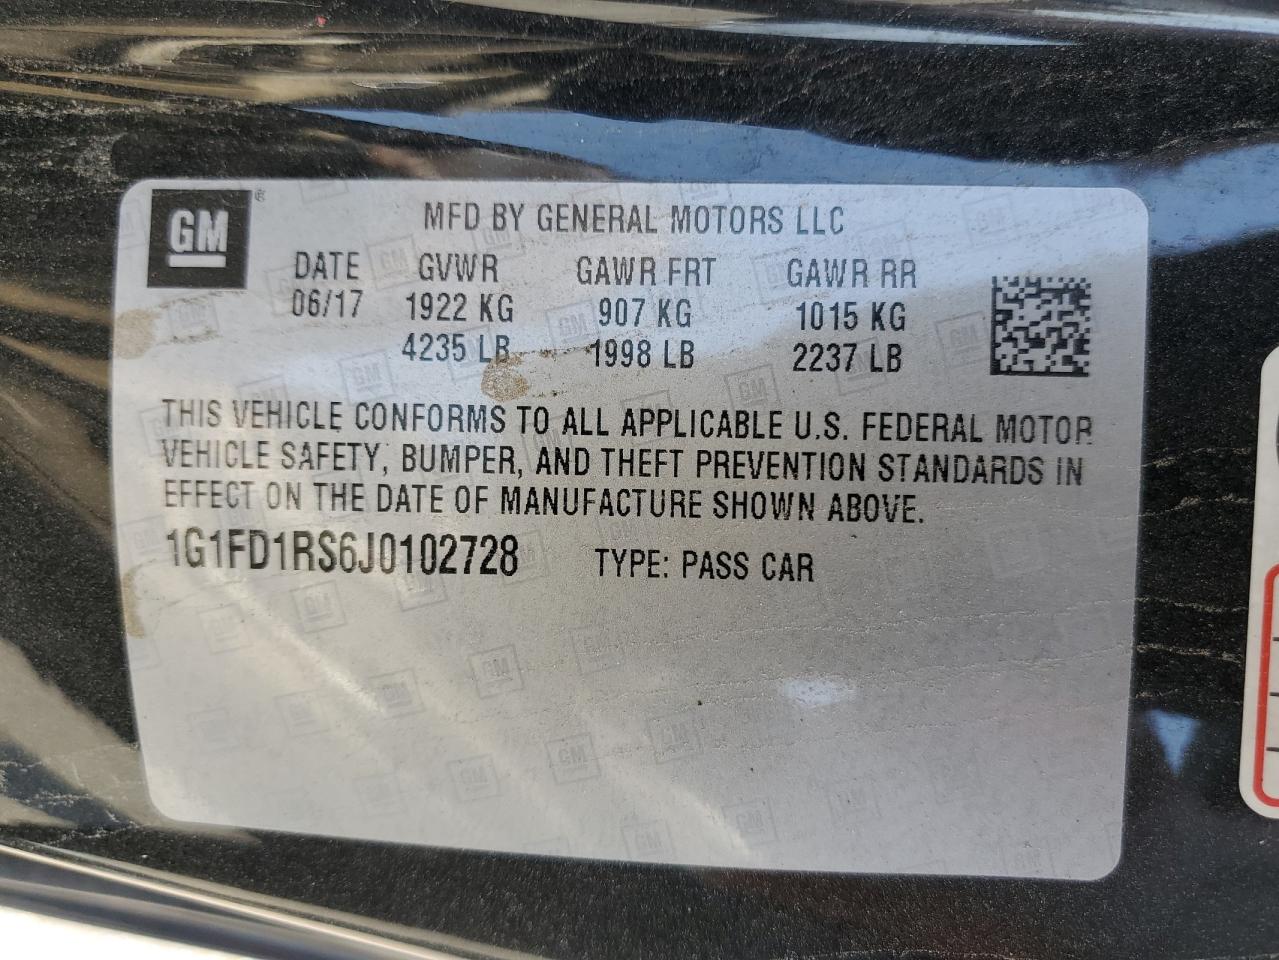 GM
MFD BY GENERAL MOTORS LLC
DATE GVWR GAWR FRT GAWR RR
06/17 1922 KG 907 KG 1015 KG
4235 LB 1998 LB 2237 LB
THIS VEHICLE CONFORMS TO ALL APPLICABLE U.S. FEDERAL MOTOR
VEHICLE SAFETY, BUMPER, AND THEFT PREVENTION STANDARDS IN
EFFECT ON THE DATE OF MANUFACTURE SHOWN ABOVE.
1G1FD1RS6J0102728 TYPE: PASS CAR